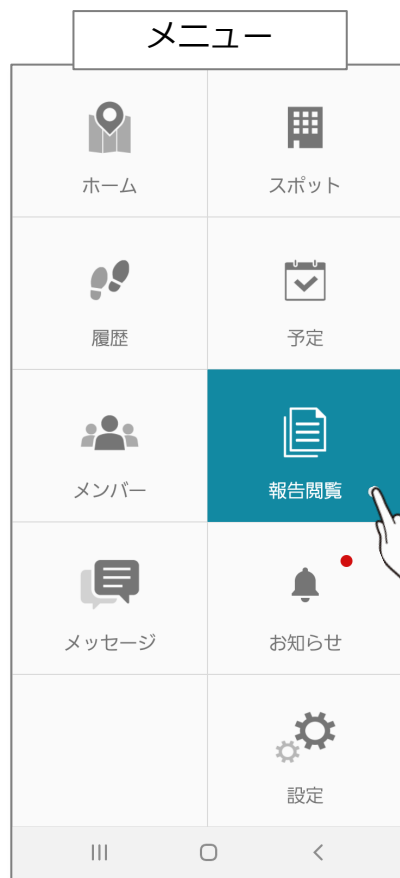 メニュー
ホーム
スポット
履歴
予定
メンバー
報告閲覧
メッセージ
お知らせ
設定